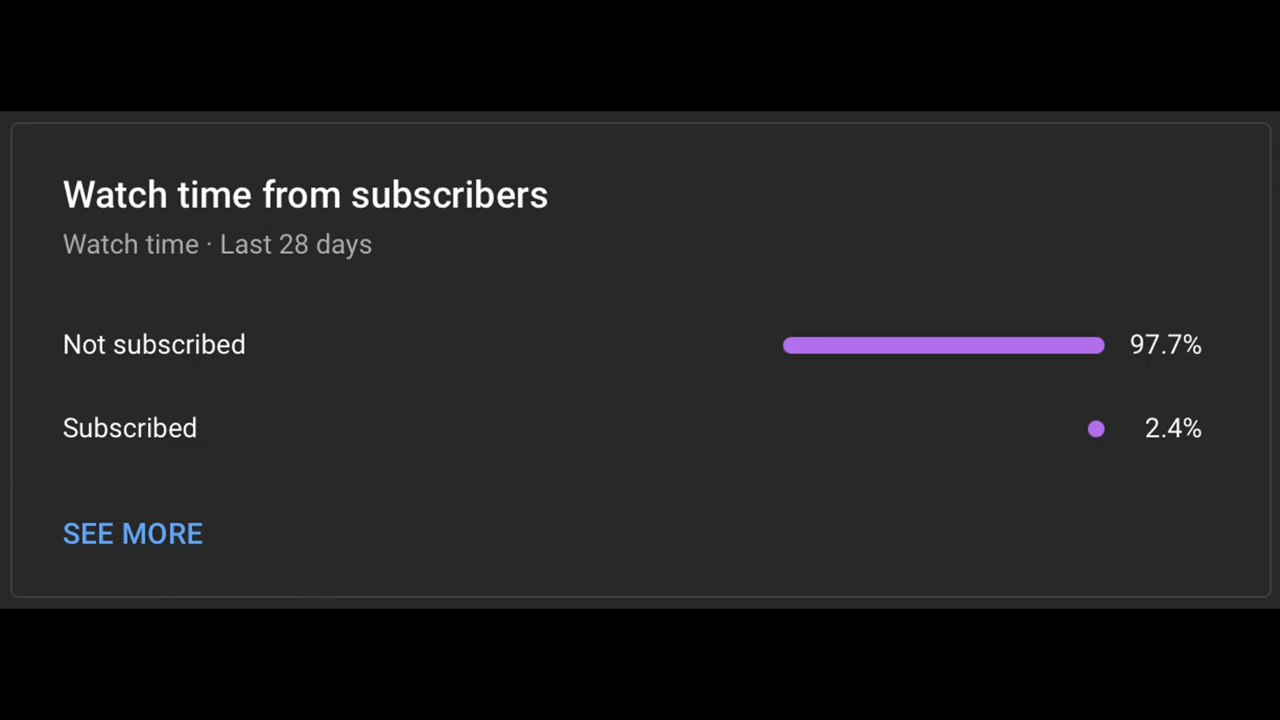 Watch time from subscribers
Watch time · Last 28 days
Not subscribed 97.7%
Subscribed 2.4%
SEE MORE